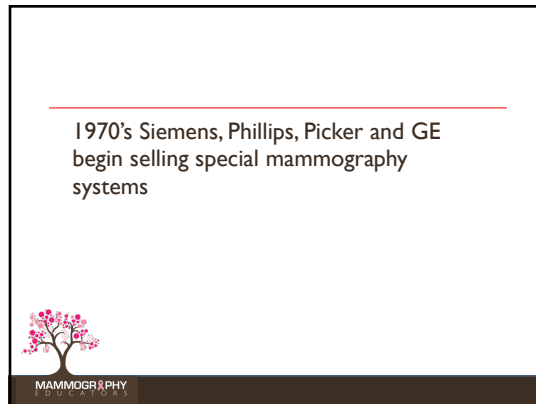 1970's Siemens, Phillips, Picker and GE
begin selling special mammography
systems
MAMMOGRAPHY
EDUCATORS